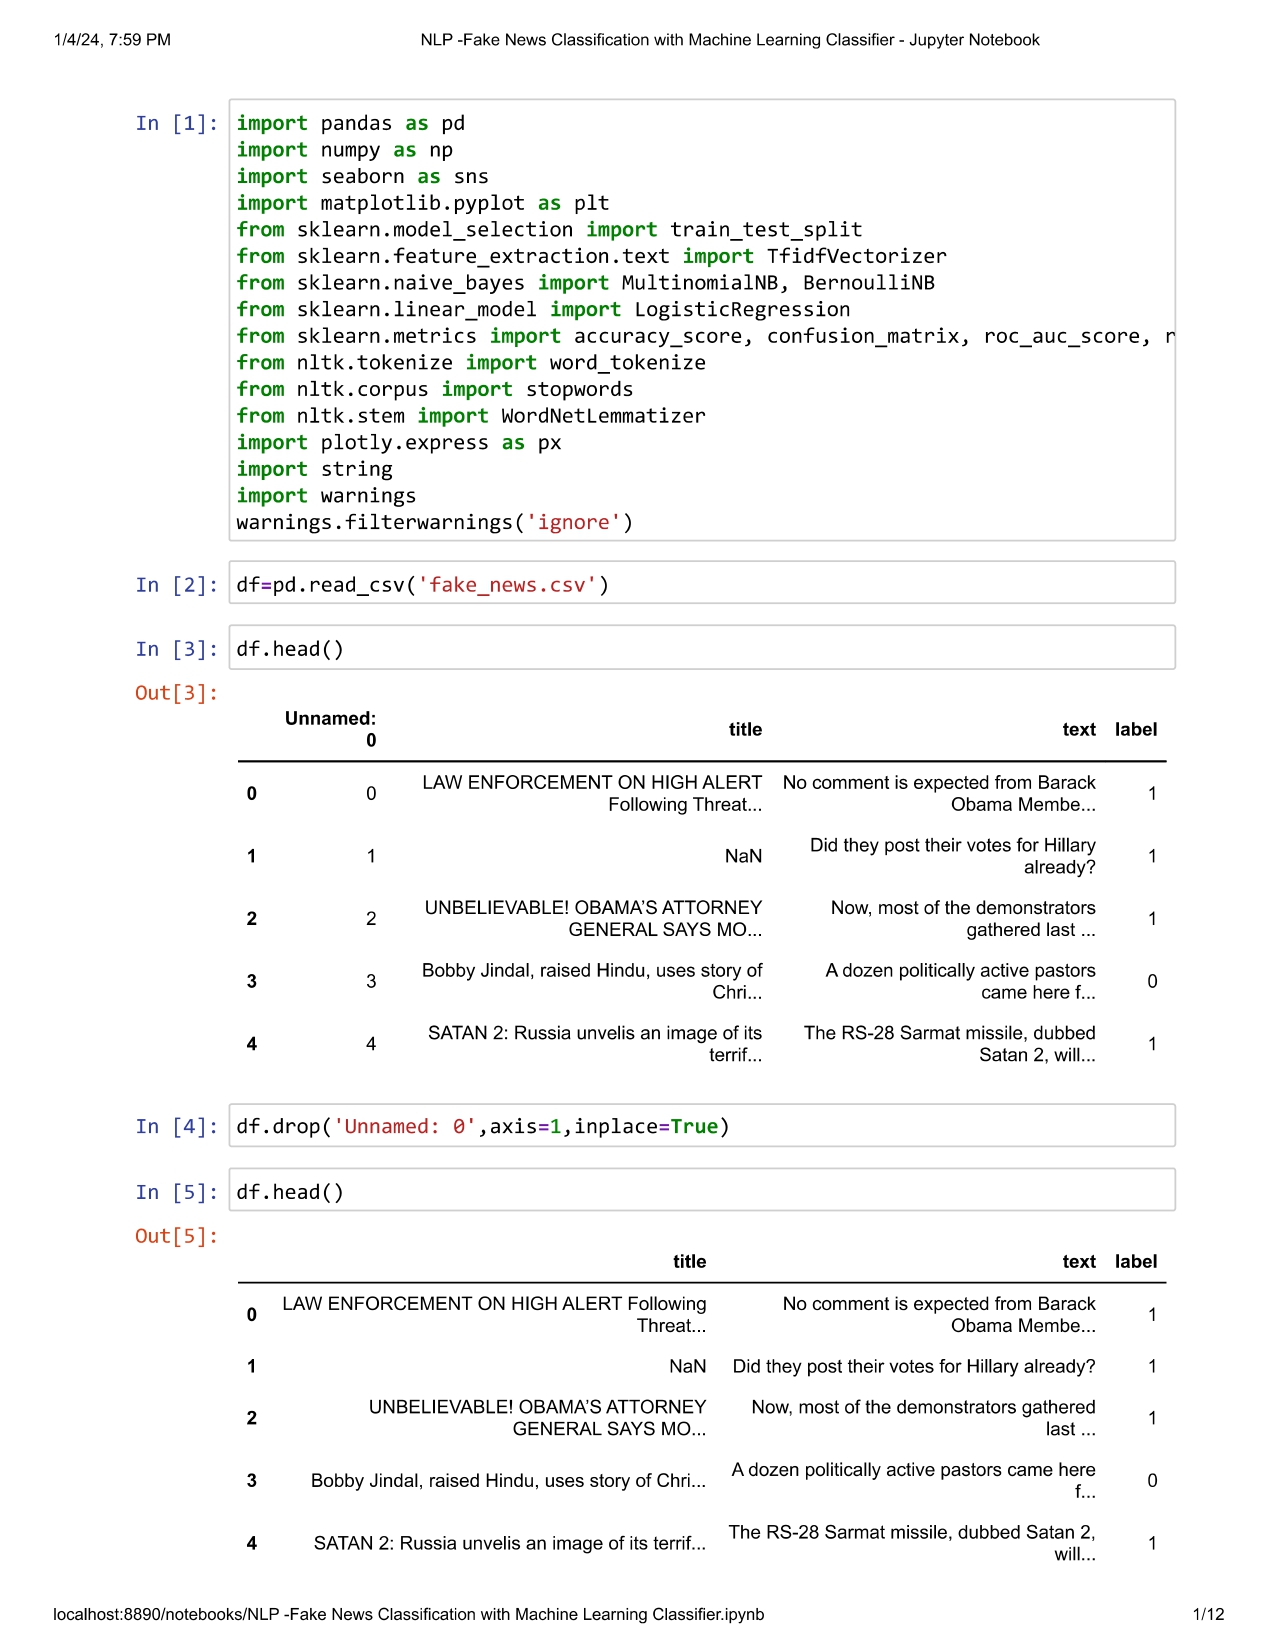 1/4/24, 7:59 PM NLP -Fake News Classification with Machine Learning Classifier - Jupyter Notebook
In [1]: import pandas as pd
import numpy as np
import seaborn as sns
import matplotlib.pyplot as plt
from sklearn.model_selection import train_test_split
from sklearn.feature_extraction.text import TfidfVectorizer
from sklearn.naive_bayes import MultinomialNB, BernoulliNB
from sklearn.linear_model import LogisticRegression
from sklearn.metrics import accuracy_score, confusion_matrix, roc_auc_score, r
from nltk.tokenize import word_tokenize
from nltk.corpus import stopwords
from nltk.stem import WordNetLemmatizer
import plotly.express as px
import string
import warnings
warnings.filterwarnings('ignore')
In [2]: df=pd.read_csv('fake_news.csv')
In [3]: df.head()
Out[3]:
Unnamed: 0 title text label
0 0 LAW ENFORCEMENT ON HIGH ALERT No comment is expected from Barack 1
Following Threat... Obama Membe...
1 1 NaN Did they post their votes for Hillary 1
already?
2 2 UNBELIEVABLE! OBAMA’S ATTORNEY Now, most of the demonstrators 1
GENERAL SAYS MO... gathered last ...
3 3 Bobby Jindal, raised Hindu, uses story of A dozen politically active pastors 0
Chri... came here f...
4 4 SATAN 2: Russia unvelis an image of its The RS-28 Sarmat missile, dubbed 1
terrif... Satan 2, will...
In [4]: df.drop('Unnamed: 0',axis=1,inplace=True)
In [5]: df.head()
Out[5]:
title text label
0 LAW ENFORCEMENT ON HIGH ALERT Following No comment is expected from Barack 1
Threat... Obama Membe...
1 NaN Did they post their votes for Hillary already? 1
2 UNBELIEVABLE! OBAMA’S ATTORNEY Now, most of the demonstrators gathered 1
GENERAL SAYS MO... last ...
3 Bobby Jindal, raised Hindu, uses story of Chri... A dozen politically active pastors came here 0
f...
4 SATAN 2: Russia unvelis an image of its terrif... The RS-28 Sarmat missile, dubbed Satan 2, 1
will...
localhost:8890/notebooks/NLP -Fake News Classification with Machine Learning Classifier.ipynb 1/12